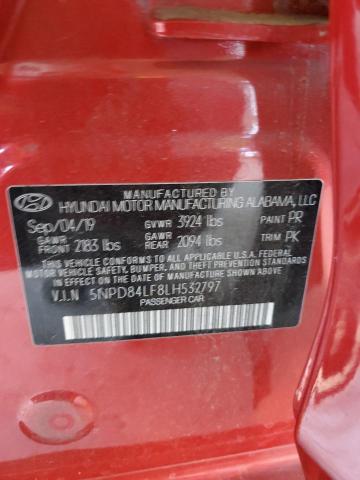 MANUFACTURED BY
HYUNDAI MOTOR MANUFACTURING ALABAMA, LLC
Sep/04/19 GVWR 3924 lbs PAINT PR
GAWR FRONT 2183 lbs GAWR REAR 2094 lbs TRIM PK
THIS VEHICLE CONFORMS TO ALL APPLICABLE U.S.A. FEDERAL
MOTOR VEHICLE SAFETY, BUMPER, AND THEFT PREVENTION
STANDARDS IN EFFECT ON THE DATE OF MANUFACTURE SHOWN ABOVE.
V.I.N 5NPD84LF8LH532797
PASSENGER CAR